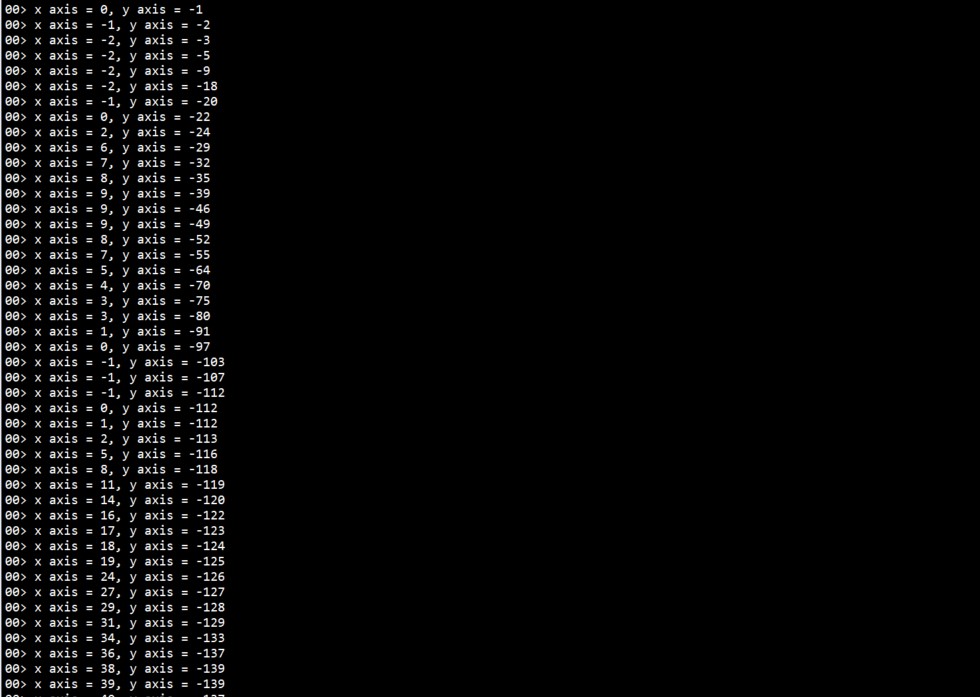 00> x axis = 0, y axis = -1
00> x axis = -1, y axis = -2
00> x axis = -2, y axis = -3
00> x axis = -2, y axis = -5
00> x axis = -2, y axis = -9
00> x axis = -2, y axis = -18
00> x axis = -1, y axis = -20
00> x axis = 0, y axis = -22
00> x axis = 2, y axis = -24
00> x axis = 6, y axis = -29
00> x axis = 7, y axis = -32
00> x axis = 8, y axis = -35
00> x axis = 9, y axis = -39
00> x axis = 9, y axis = -46
00> x axis = 9, y axis = -49
00> x axis = 8, y axis = -52
00> x axis = 7, y axis = -55
00> x axis = 5, y axis = -64
00> x axis = 4, y axis = -70
00> x axis = 3, y axis = -75
00> x axis = 3, y axis = -80
00> x axis = 1, y axis = -91
00> x axis = 0, y axis = -97
00> x axis = -1, y axis = -103
00> x axis = -1, y axis = -107
00> x axis = -1, y axis = -112
00> x axis = 0, y axis = -112
00> x axis = 1, y axis = -112
00> x axis = 2, y axis = -113
00> x axis = 5, y axis = -116
00> x axis = 8, y axis = -118
00> x axis = 11, y axis = -119
00> x axis = 14, y axis = -120
00> x axis = 16, y axis = -122
00> x axis = 17, y axis = -123
00> x axis = 18, y axis = -124
00> x axis = 19, y axis = -125
00> x axis = 24, y axis = -126
00> x axis = 27, y axis = -127
00> x axis = 29, y axis = -128
00> x axis = 31, y axis = -129
00> x axis = 34, y axis = -133
00> x axis = 36, y axis = -137
00> x axis = 38, y axis = -139
00> x axis = 39, y axis = -139